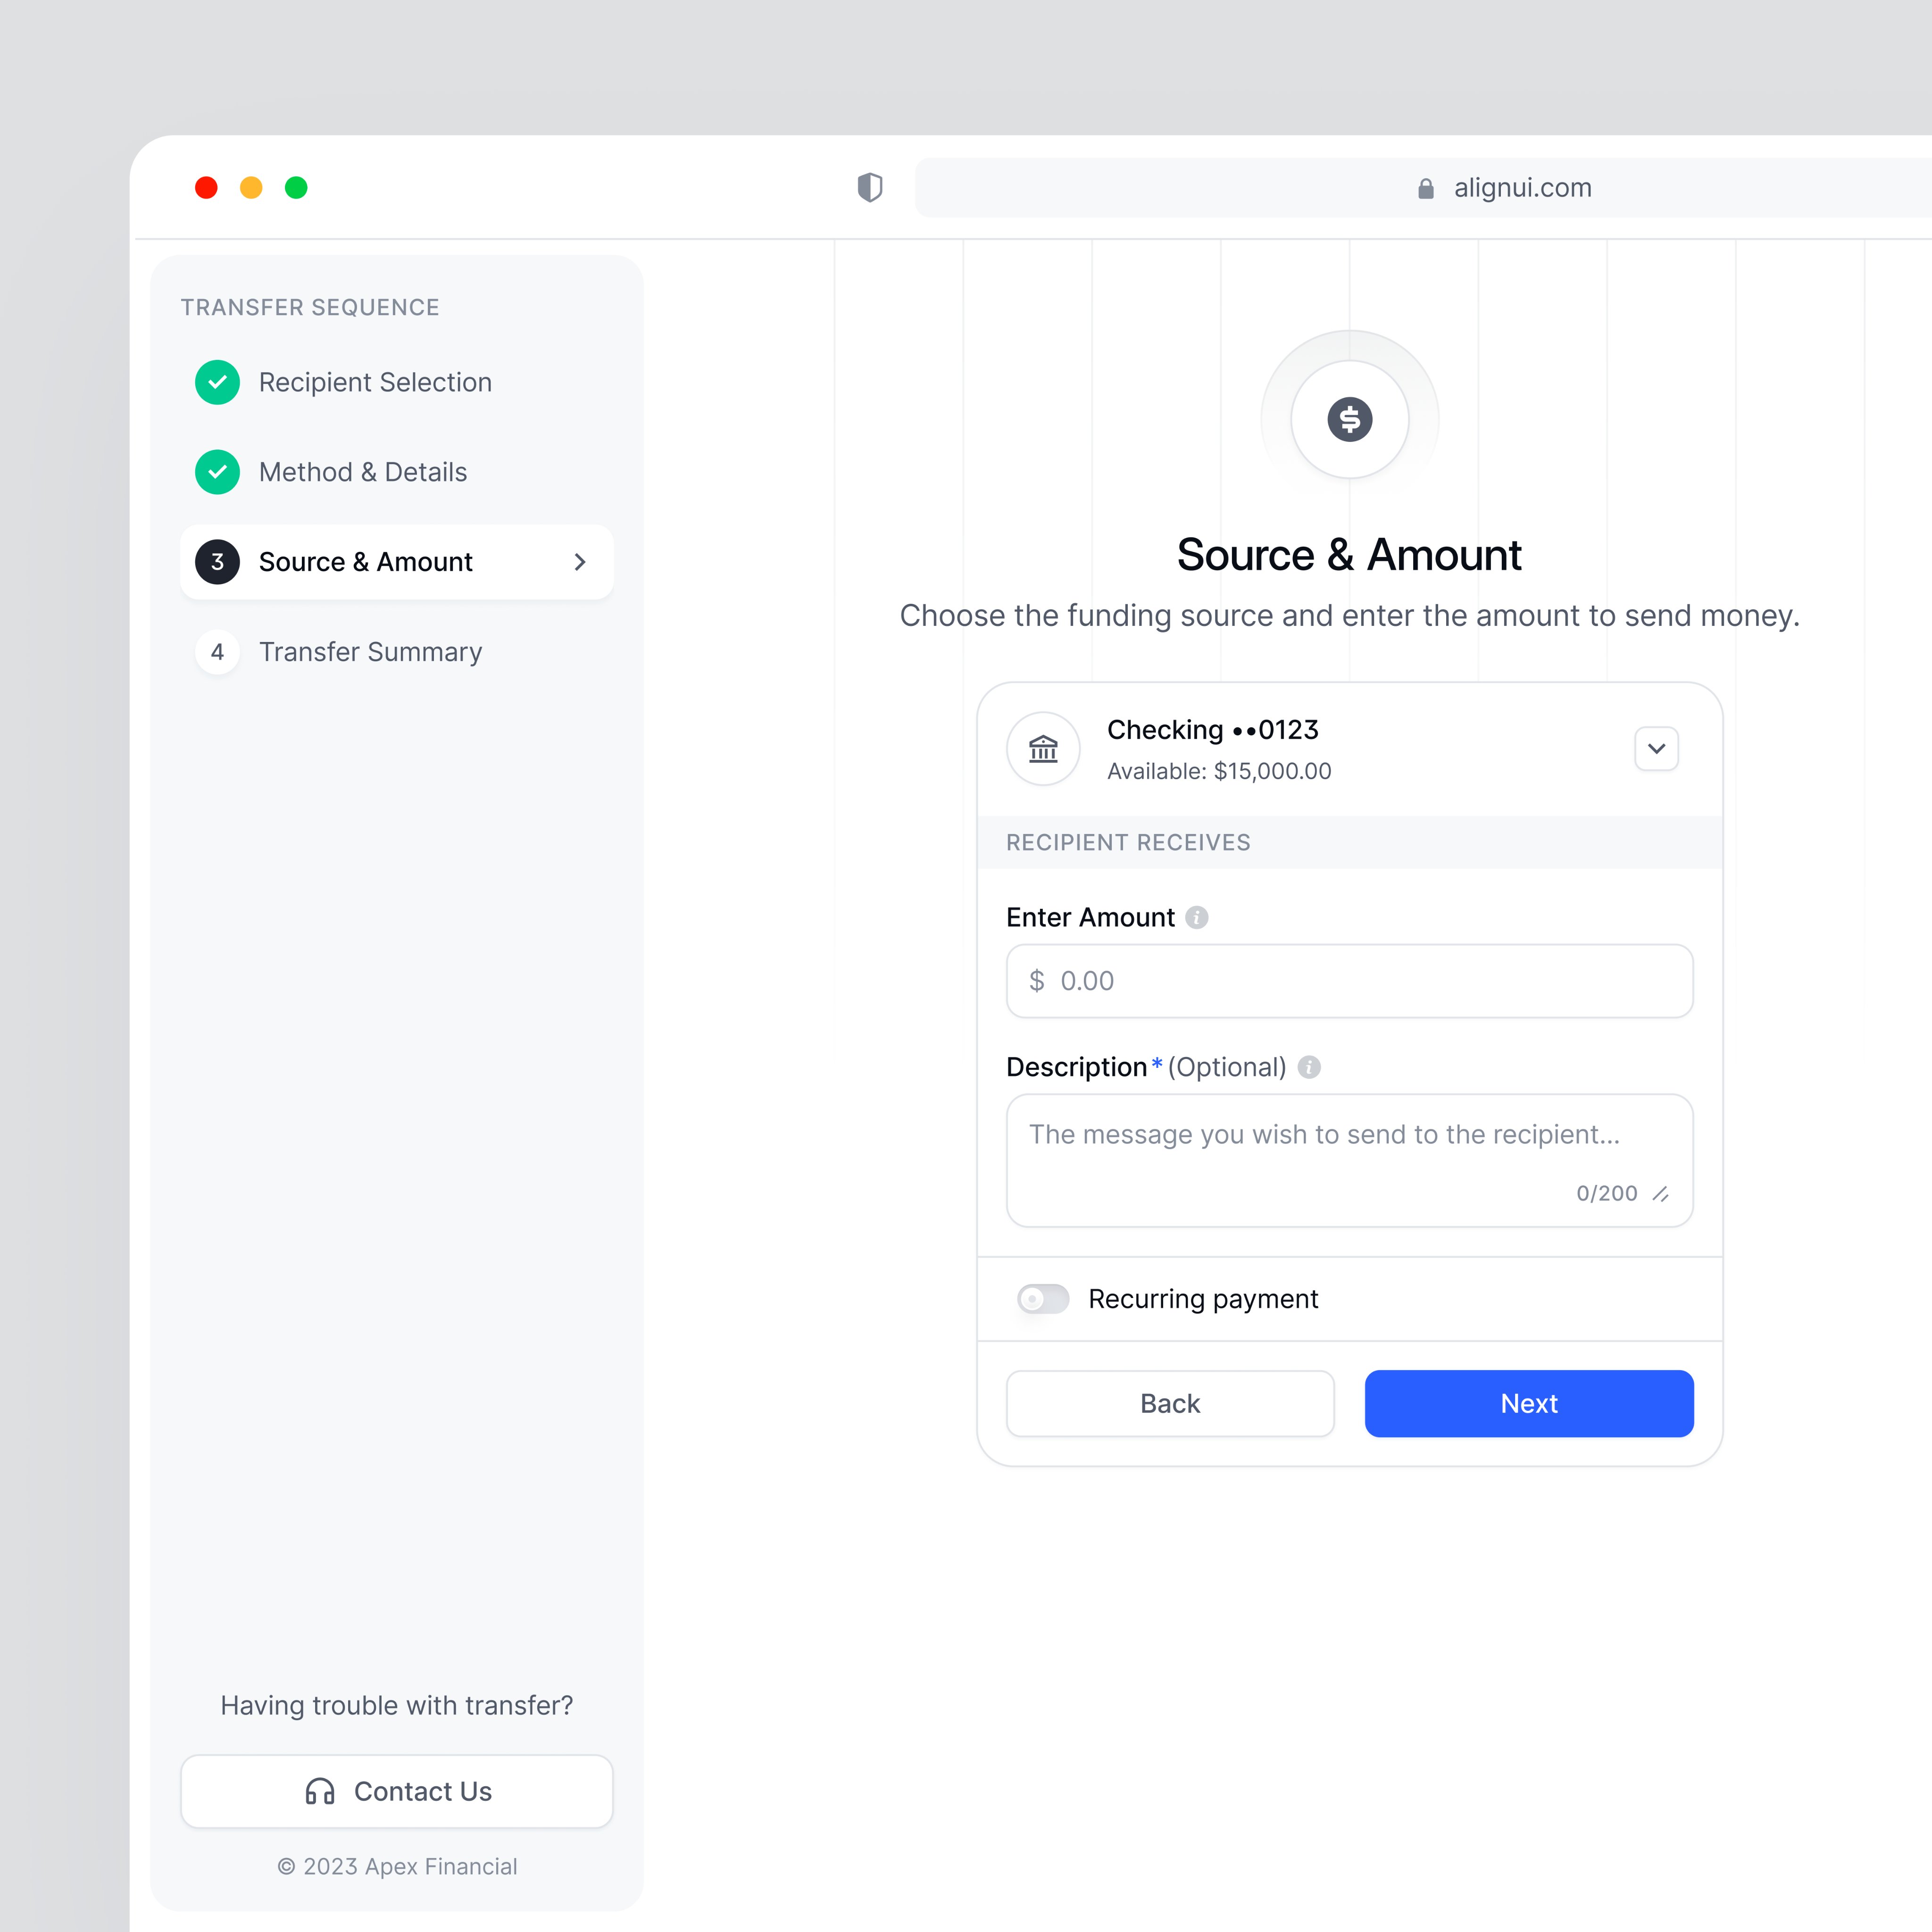 alignui.com
TRANSFER SEQUENCE
Recipient Selection
Method & Details
3 Source & Amount
4 Transfer Summary
Having trouble with transfer?
Contact Us
© 2023 Apex Financial
$
Source & Amount
Choose the funding source and enter the amount to send money.
Checking ••0123
Available: $15,000.00
RECIPIENT RECEIVES
Enter Amount i
$ 0.00
Description* (Optional) i
The message you wish to send to the recipient...
0/200
Recurring payment
Back Next